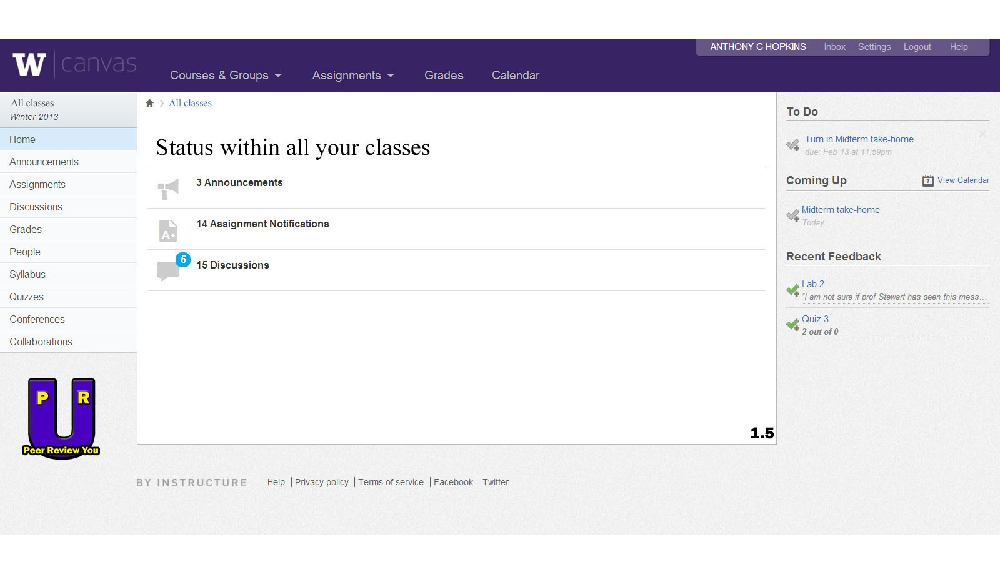 ANTHONY C HOPKINS Inbox Settings Logout Help
W canvas
Courses & Groups Assignments Grades Calendar
All classes
Winter 2013
Home
Announcements
Assignments
Discussions
Grades
People
Syllabus
Quizzes
Conferences
Collaborations
P R
U
Peer Review You
All classes
Status within all your classes
3 Announcements
A+
14 Assignment Notifications
5
15 Discussions
1.5
To Do
Turn in Midterm take-home
due: Feb 13 at 11:59pm
Coming Up
7 View Calendar
Midterm take-home
Today
Recent Feedback
Lab 2
“I am not sure if prof Stewart has seen this mess...
Quiz 3
2 out of 0
BY INSTRUCTURE Help Privacy policy Terms of service Facebook Twitter